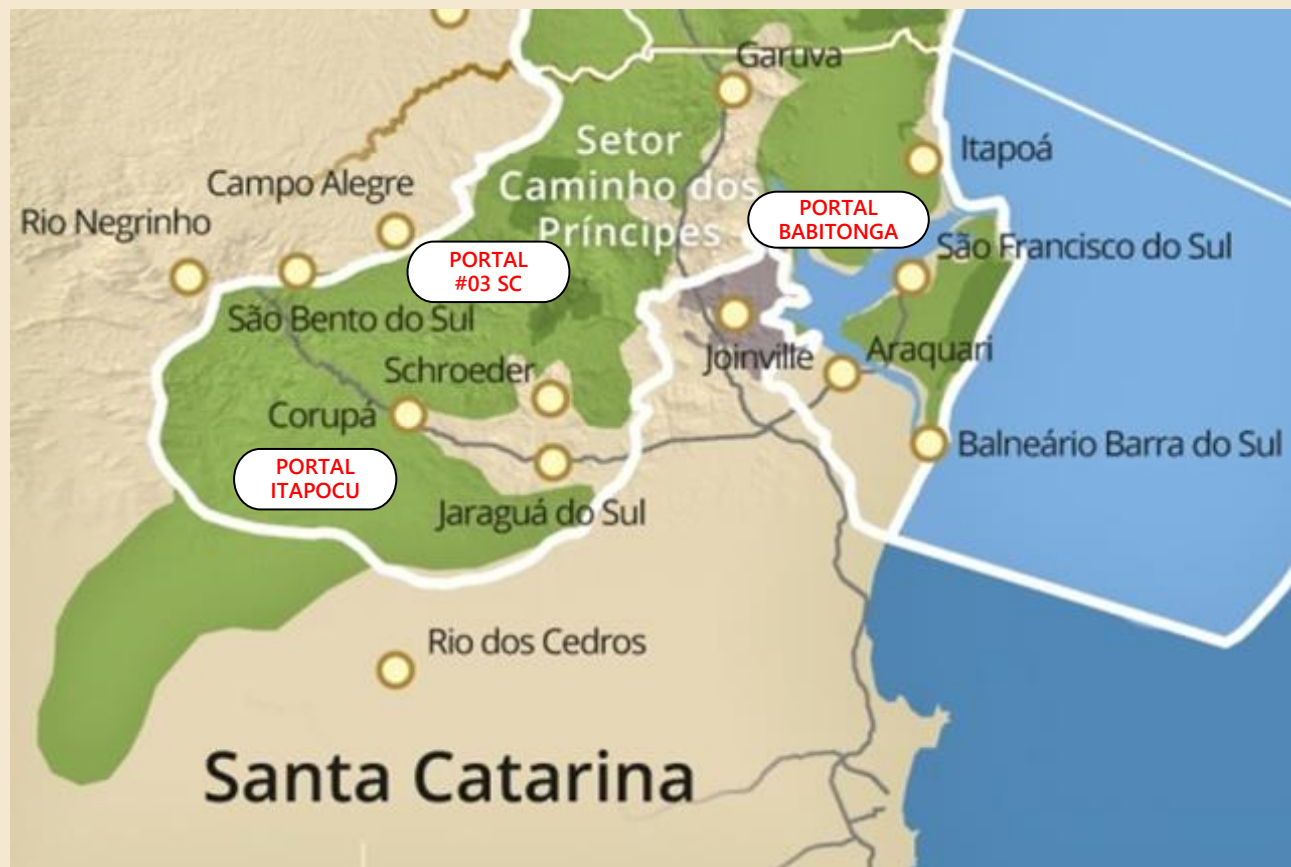 Garuva
Setor
Caminho dos
Príncipes
Itapoá
Campo Alegre
Rio Negrinho
PORTAL
BABITONGA
São Francisco do Sul
PORTAL
#03 SC
São Bento do Sul
Joinville
Araquari
Schroeder
Corupá
Balneário Barra do Sul
PORTAL
ITAPOCU
Jaraguá do Sul
Rio dos Cedros
Santa Catarina